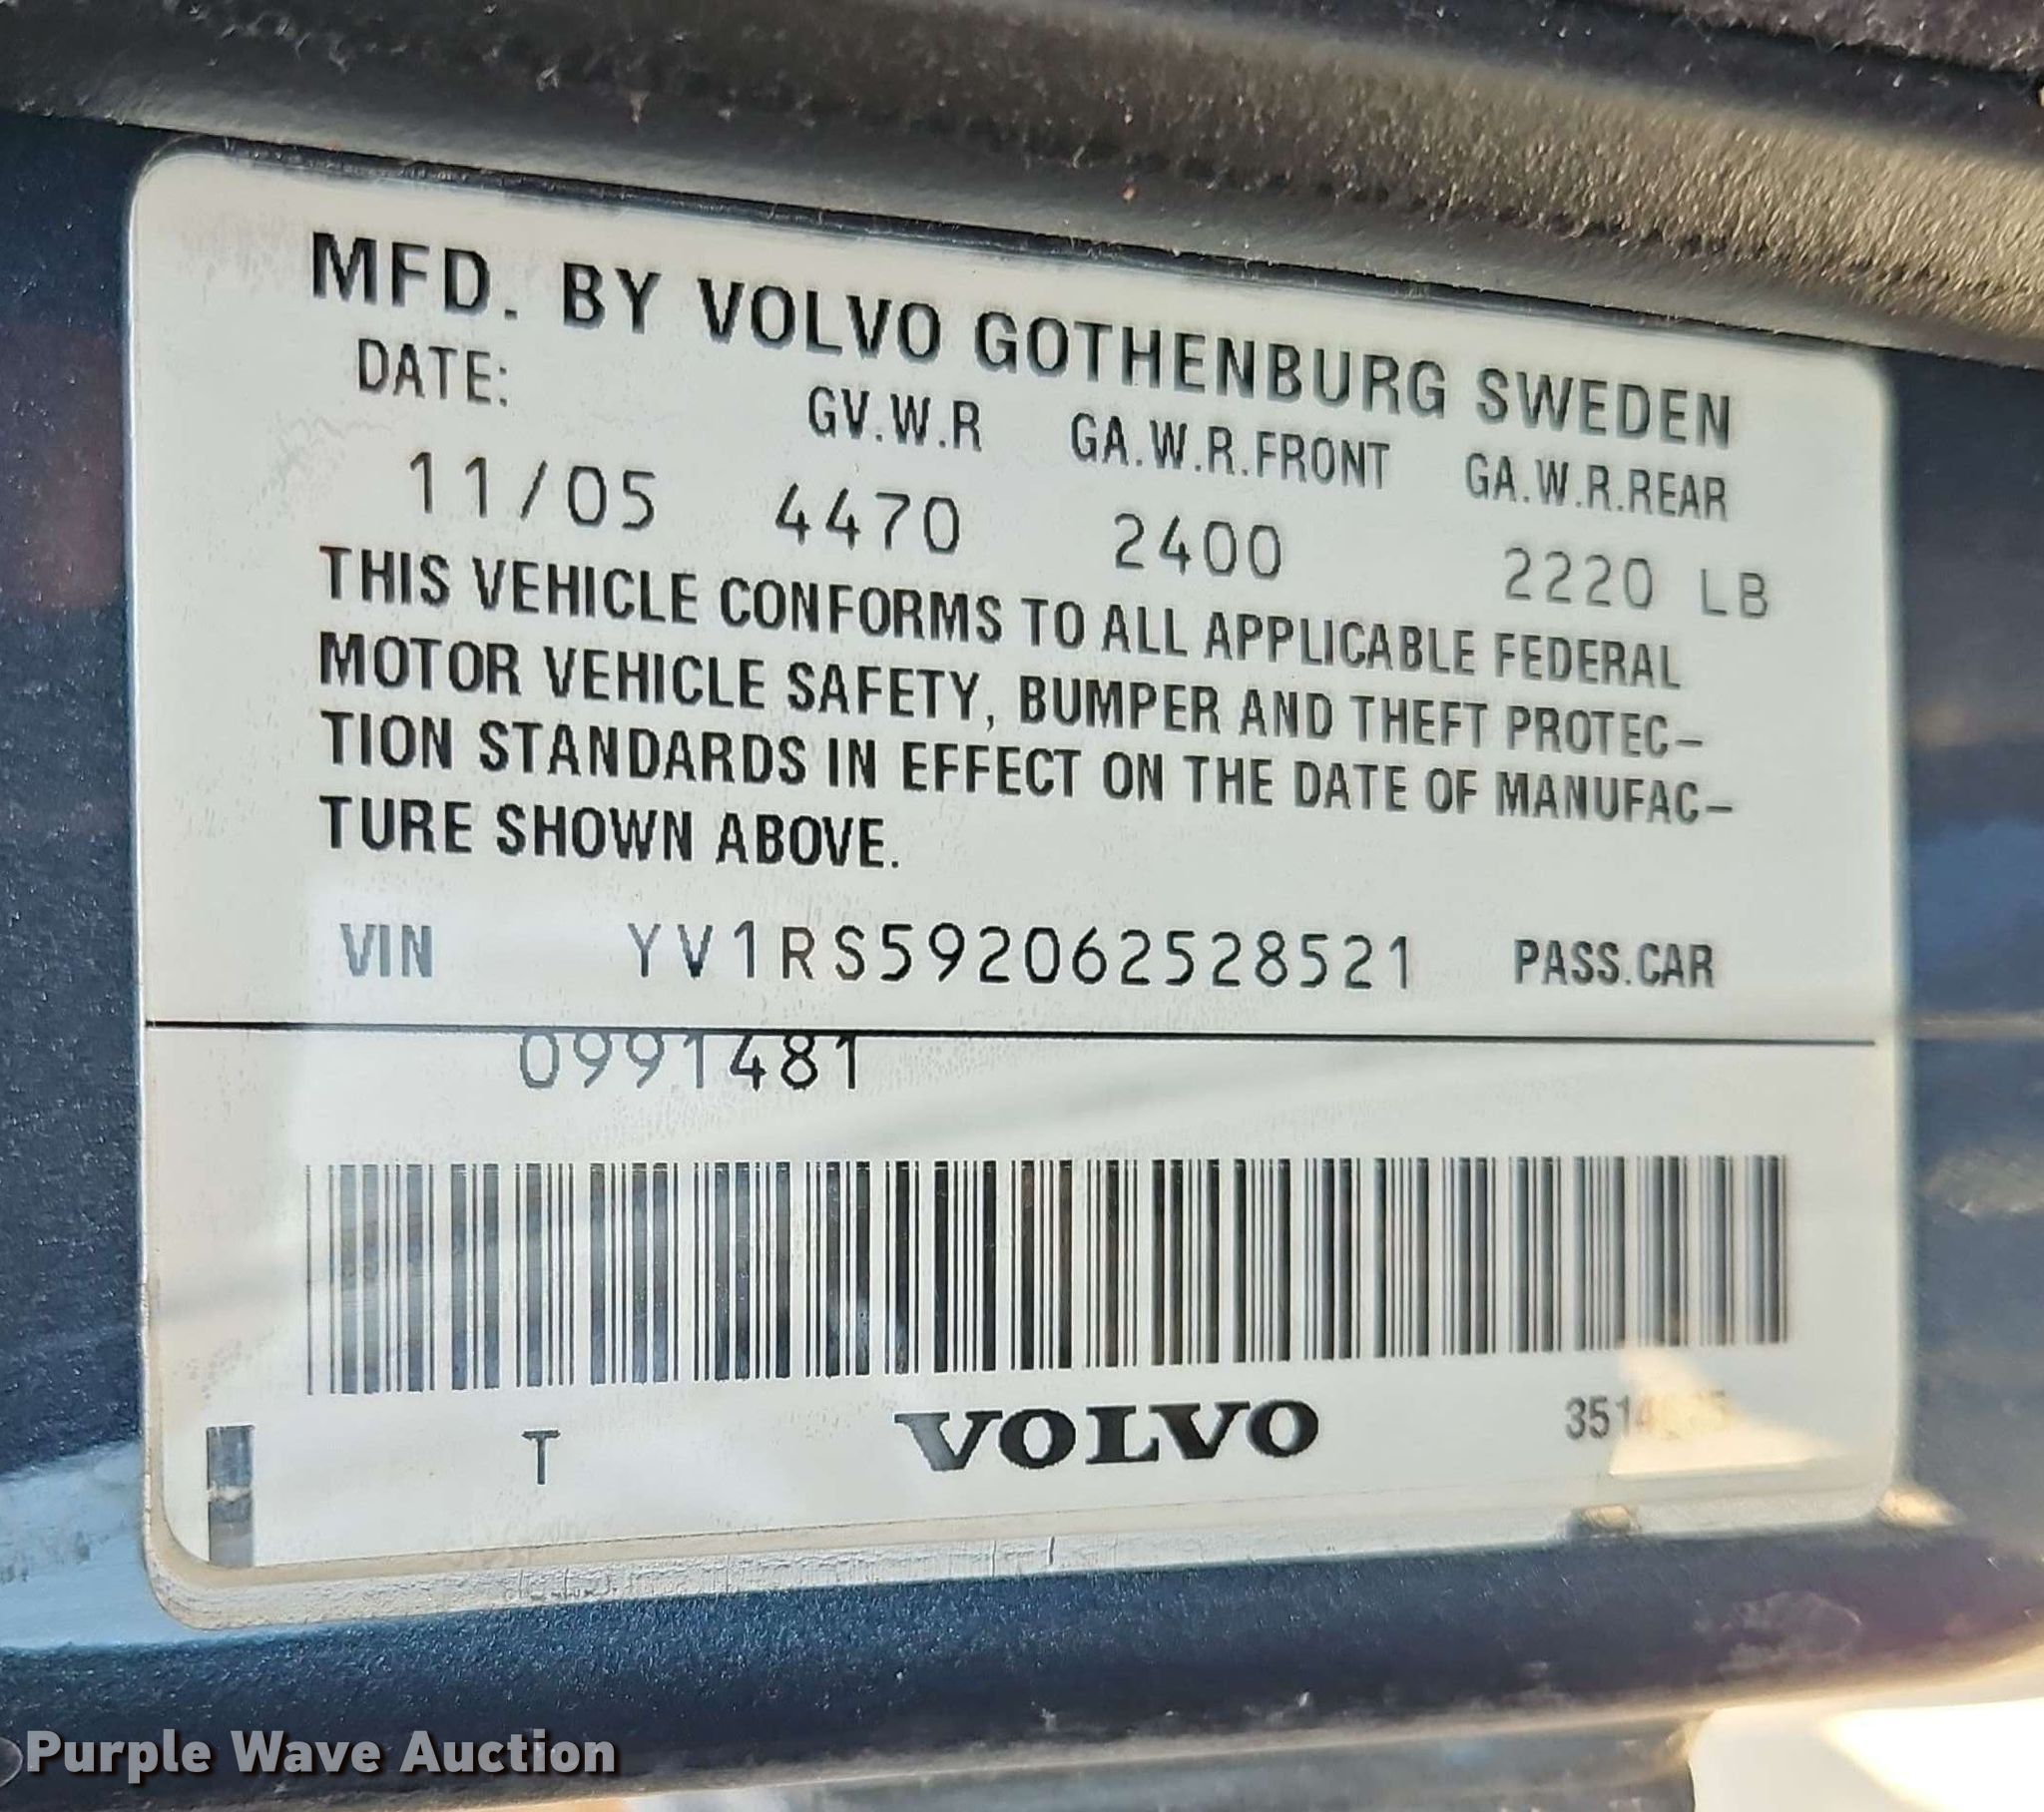 MFD. BY VOLVO GOTHENBURG SWEDEN
DATE: GV.W.R GA.W.R.FRONT GA.W.R.REAR
11/05 4470 2400 2220 LB
THIS VEHICLE CONFORMS TO ALL APPLICABLE FEDERAL
MOTOR VEHICLE SAFETY, BUMPER AND THEFT PROTEC-
TION STANDARDS IN EFFECT ON THE DATE OF MANUFAC-
TURE SHOWN ABOVE.
VIN YV1RS592062528521 PASS.CAR
0991481
T VOLVO
Purple Wave Auction